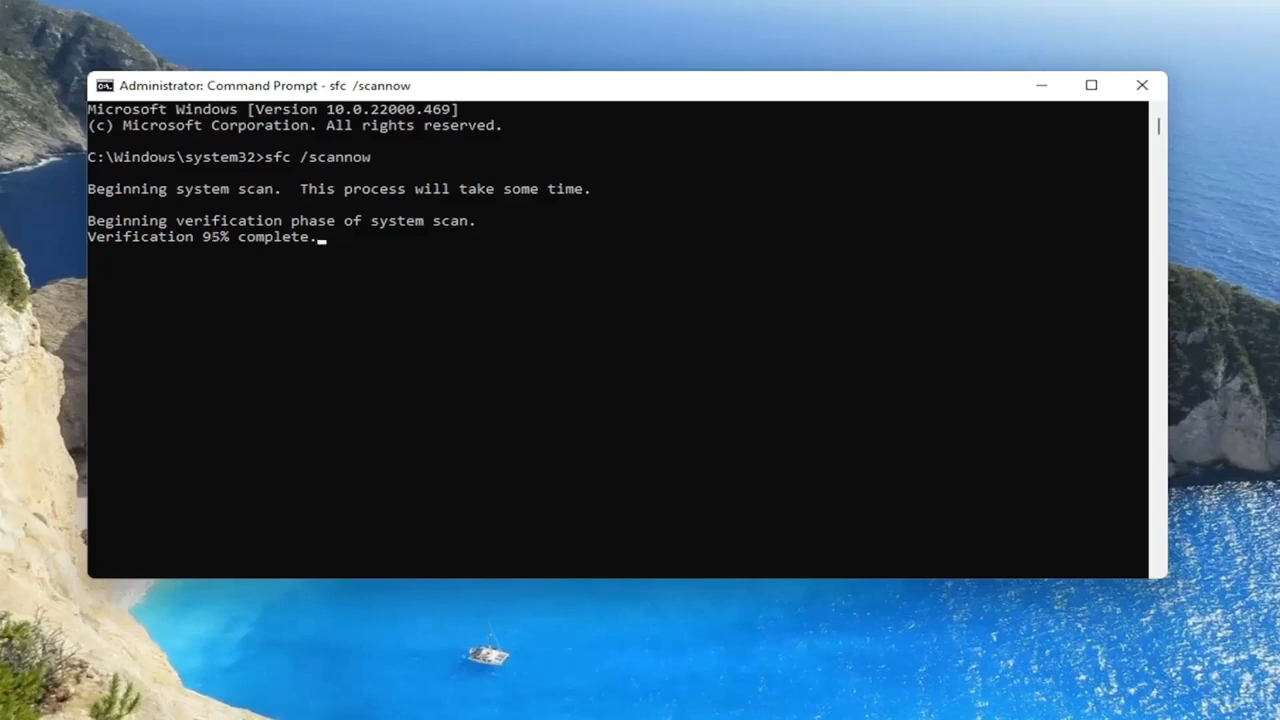 Administrator: Command Prompt - sfc  /scannow
Microsoft Windows [Version 10.0.22000.469]
(c) Microsoft Corporation. All rights reserved.
C:\Windows\system32>sfc /scannow
Beginning system scan.  This process will take some time.
Beginning verification phase of system scan.
Verification 95% complete.